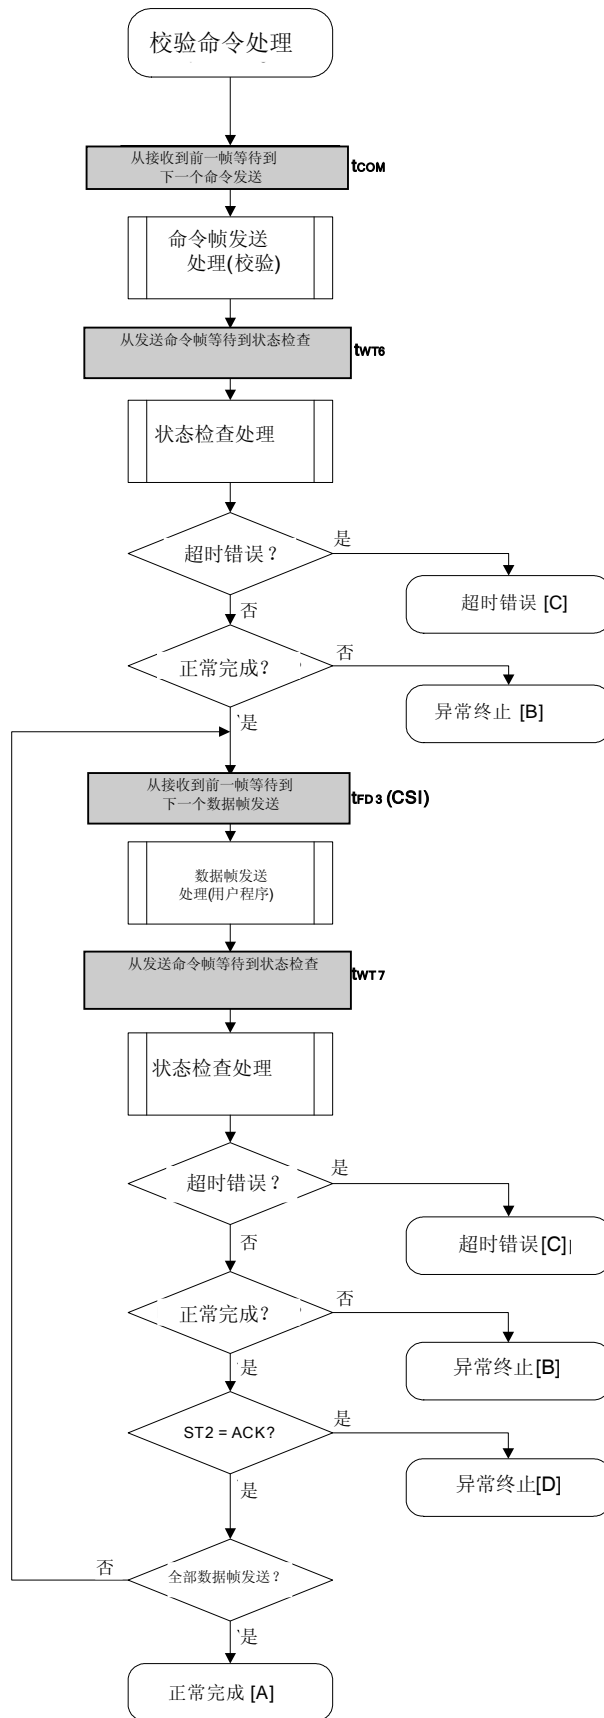 校验命令处理
从接收到前一帧等待到
下一个命令发送
tCOM
命令帧发送
处理(校验)
从发送命令帧等待到状态检查
tWT6
状态检查处理
超时错误？
是
超时错误 [C]
否
正常完成?
否
异常终止 [B]
是
从接收到前一帧等待到
下一个数据帧发送
tFD3 (CSI)
数据帧发送
处理(用户程序)
从发送命令帧等待到状态检查
tWT7
状态检查处理
超时错误？
是
超时错误[C]
否
正常完成?
否
异常终止[B]
是
ST2 = ACK?
是
异常终止[D]
是
全部数据帧发送？
否
是
正常完成 [A]